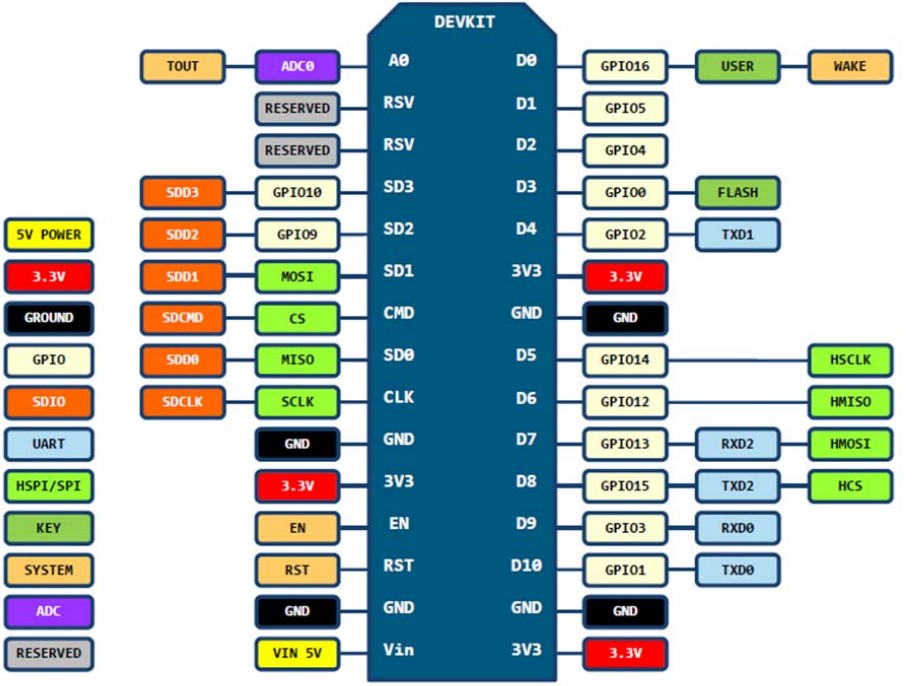 DEVKIT
TOUT ADC0 A0 D0 GPIO16 USER WAKE
RESERVED RSV D1 GPIO5
RESERVED RSV D2 GPIO4
SDD3 GPIO10 SD3 D3 GPIO0 FLASH
5V POWER SDD2 GPIO9 SD2 D4 GPIO2 TXD1
3.3V SDD1 MOSI SD1 3V3 3.3V
GROUND SDCMD CS CMD GND GND
GPIO SDD0 MISO SD0 D5 GPIO14 HSCLK
SDIO SDCLK SCLK CLK D6 GPIO12 HMISO
UART GND GND D7 GPIO13 RXD2 HMOSI
HSPI/SPI 3.3V 3V3 D8 GPIO15 TXD2 HCS
KEY EN EN D9 GPIO3 RXD0
SYSTEM RST RST D10 GPIO1 TXD0
ADC GND GND GND GND
RESERVED VIN 5V Vin 3V3 3.3V